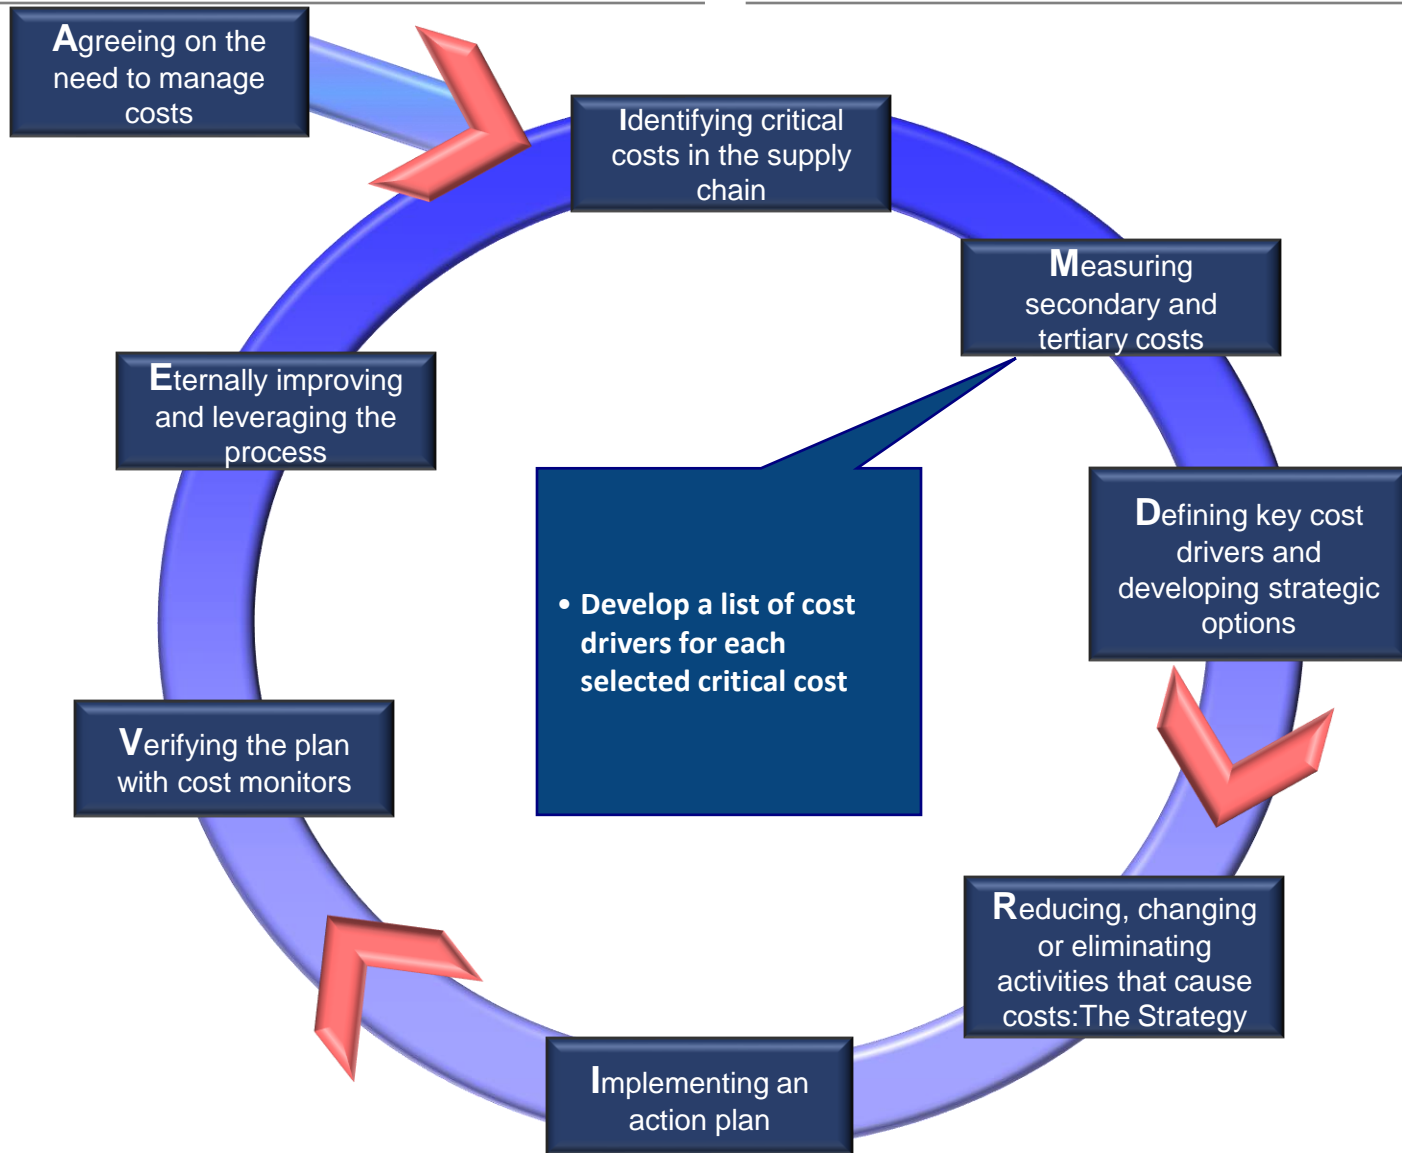 Agreeing on the
need to manage
costs
Identifying critical
costs in the supply
chain
Measuring
secondary and
tertiary costs
Defining key cost
drivers and
developing strategic
options
Reducing, changing
or eliminating
activities that cause
costs:The Strategy
Implementing an
action plan
Verifying the plan
with cost monitors
Eternally improving
and leveraging the
process
• Develop a list of cost
drivers for each
selected critical cost